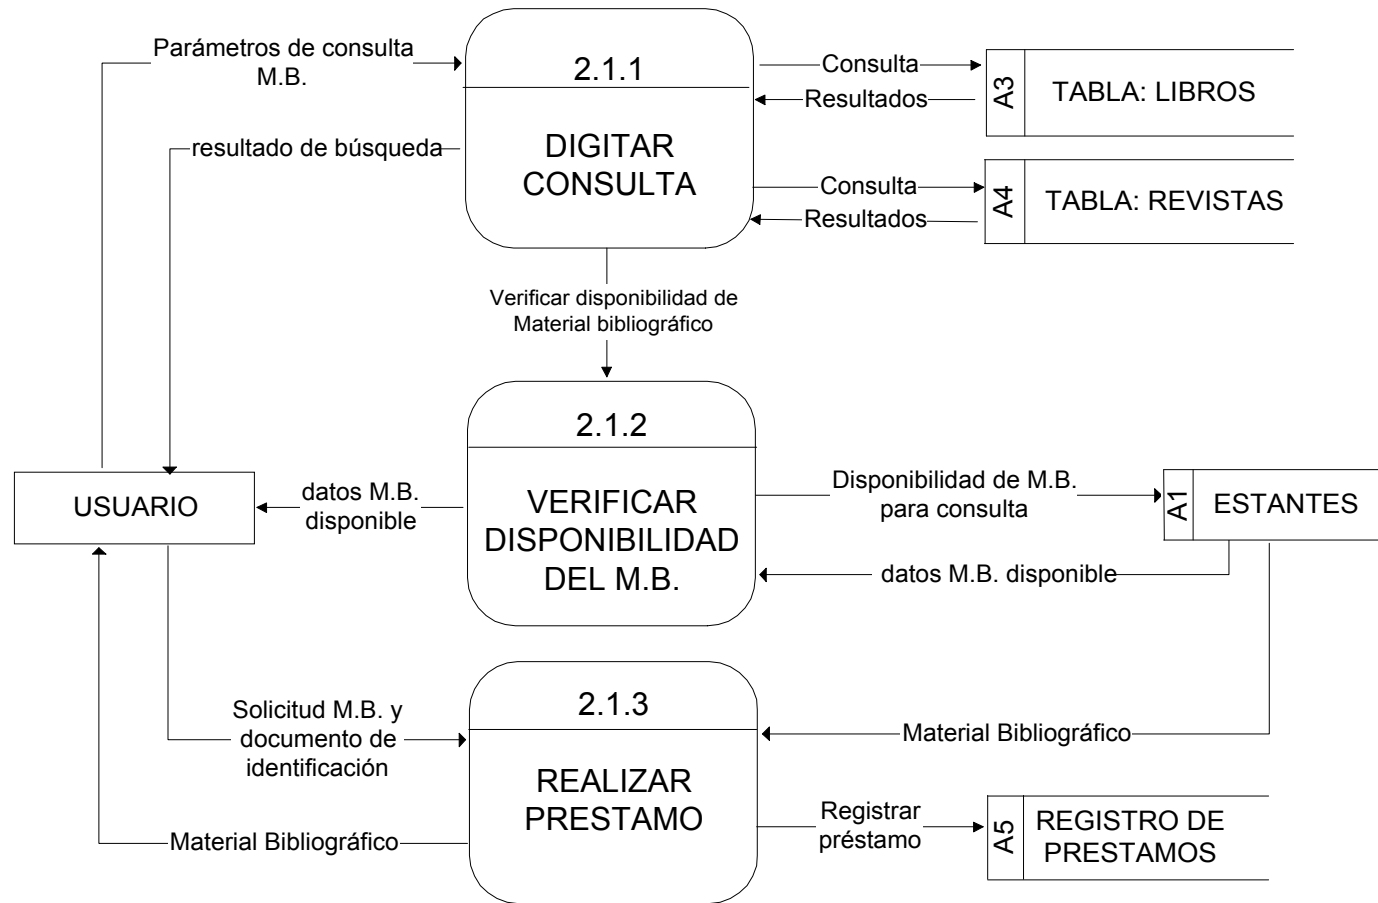 Parámetros de consulta
M.B.
2.1.1
DIGITAR
CONSULTA
Consulta
Resultados
A3
TABLA: LIBROS
resultado de búsqueda
Consulta
Resultados
A4
TABLA: REVISTAS
Verificar disponibilidad de
Material bibliográfico
2.1.2
VERIFICAR
DISPONIBILIDAD
DEL M.B.
USUARIO
datos M.B.
disponible
Disponibilidad de M.B.
para consulta
A1
ESTANTES
datos M.B. disponible
2.1.3
REALIZAR
PRESTAMO
Solicitud M.B. y
documento de
identificación
Material Bibliográfico
Material Bibliográfico
Registrar
préstamo
A5
REGISTRO DE
PRESTAMOS